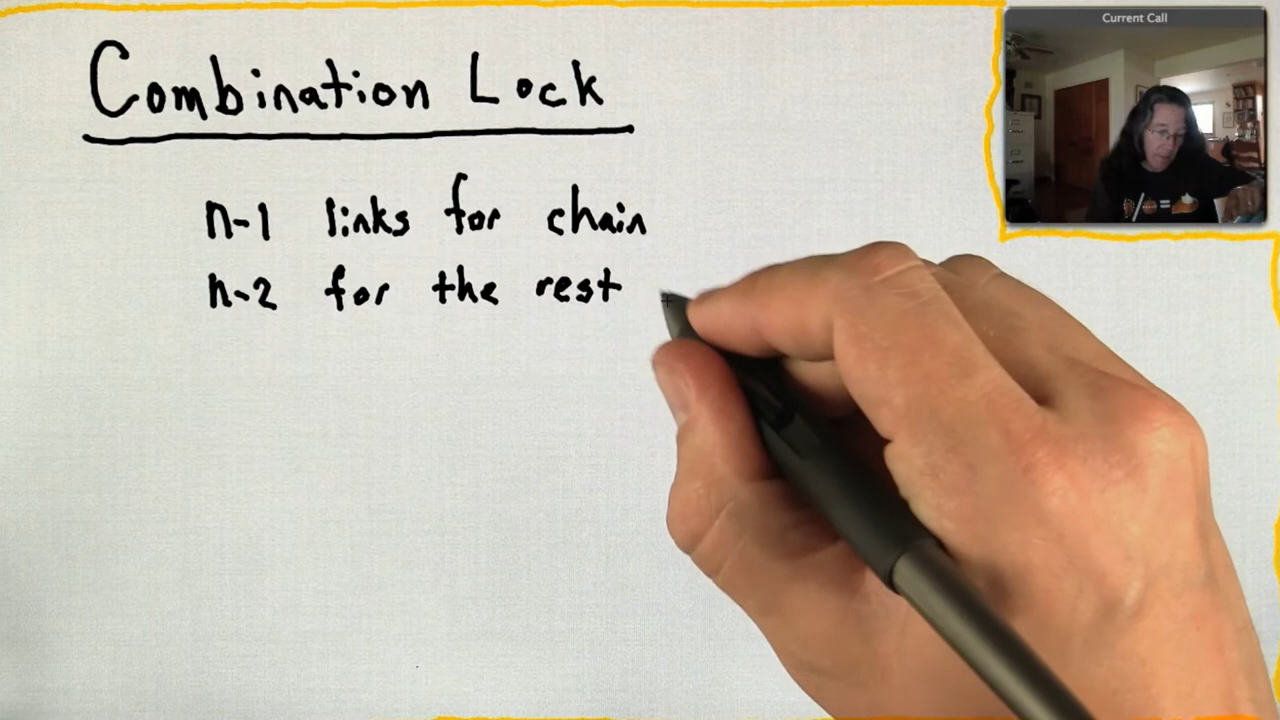 Combination Lock
n-1 links for chain
n-2 for the rest
Current Call